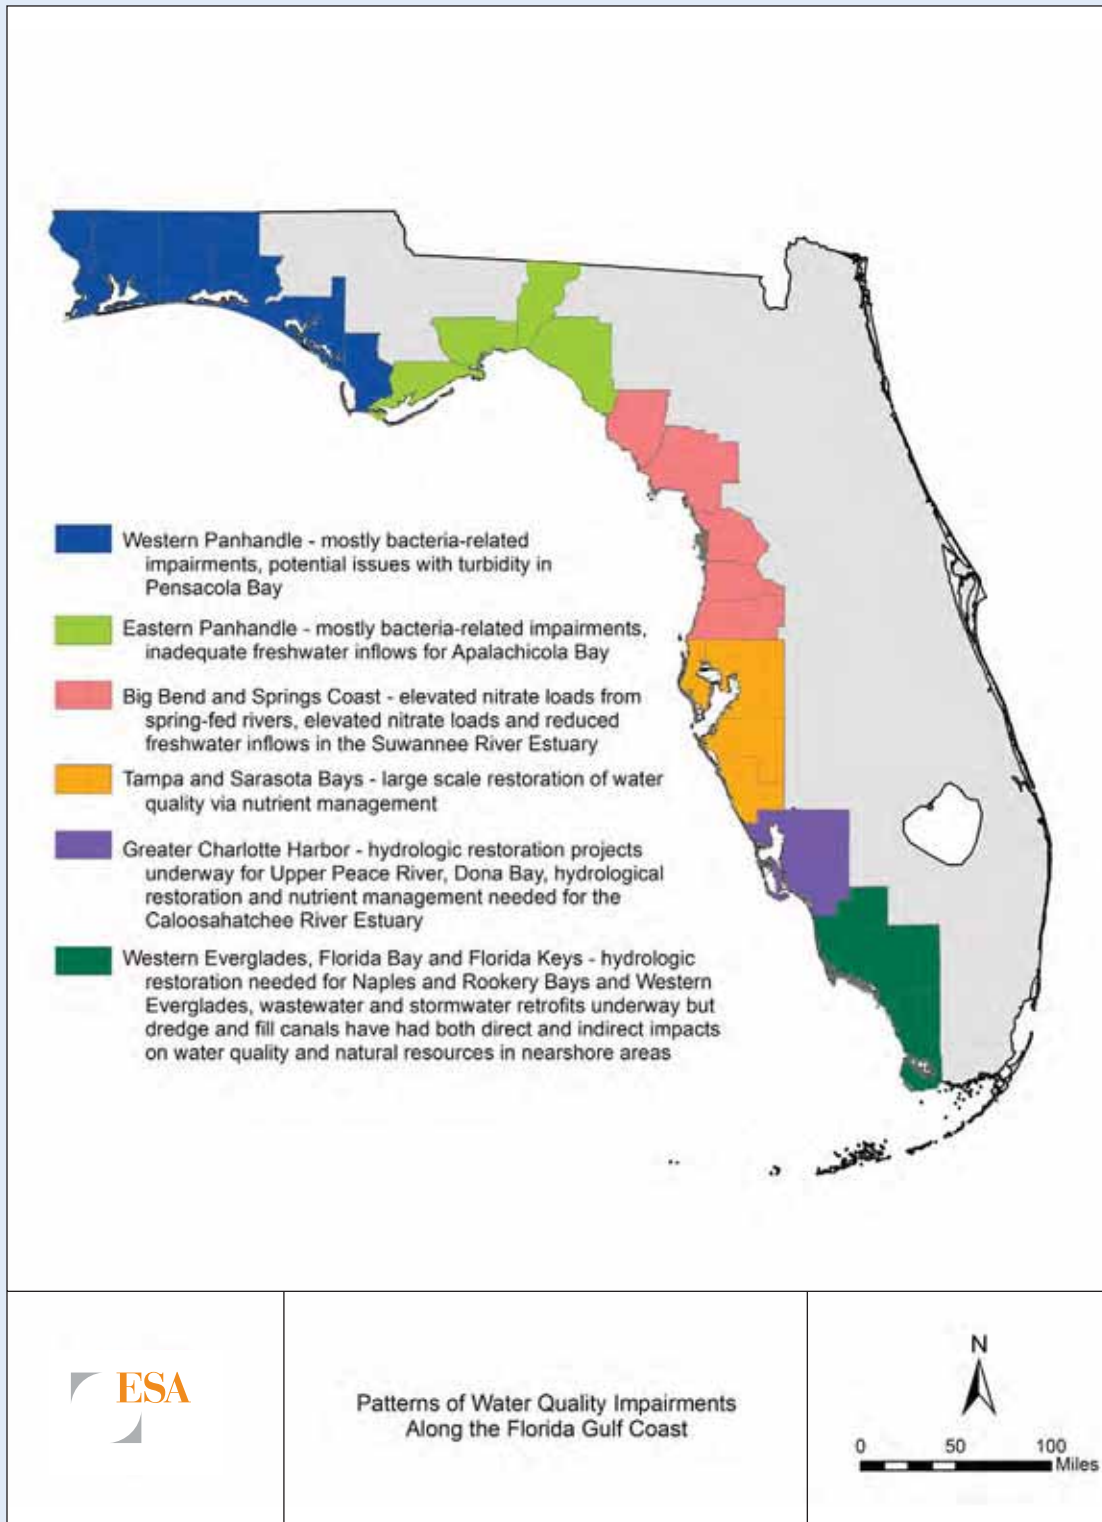 Western Panhandle - mostly bacteria-related
impairments, potential issues with turbidity in
Pensacola Bay
Eastern Panhandle - mostly bacteria-related impairments,
inadequate freshwater inflows for Apalachicola Bay
Big Bend and Springs Coast - elevated nitrate loads from
spring-fed rivers, elevated nitrate loads and reduced
freshwater inflows in the Suwannee River Estuary
Tampa and Sarasota Bays - large scale restoration of water
quality via nutrient management
Greater Charlotte Harbor - hydrologic restoration projects
underway for Upper Peace River, Dona Bay, hydrological
restoration and nutrient management needed for the
Caloosahatchee River Estuary
Western Everglades, Florida Bay and Florida Keys - hydrologic
restoration needed for Naples and Rookery Bays and Western
Everglades, wastewater and stormwater retrofits underway but
dredge and fill canals have had both direct and indirect impacts
on water quality and natural resources in nearshore areas
ESA
Patterns of Water Quality Impairments
Along the Florida Gulf Coast
N
0 50 100
Miles